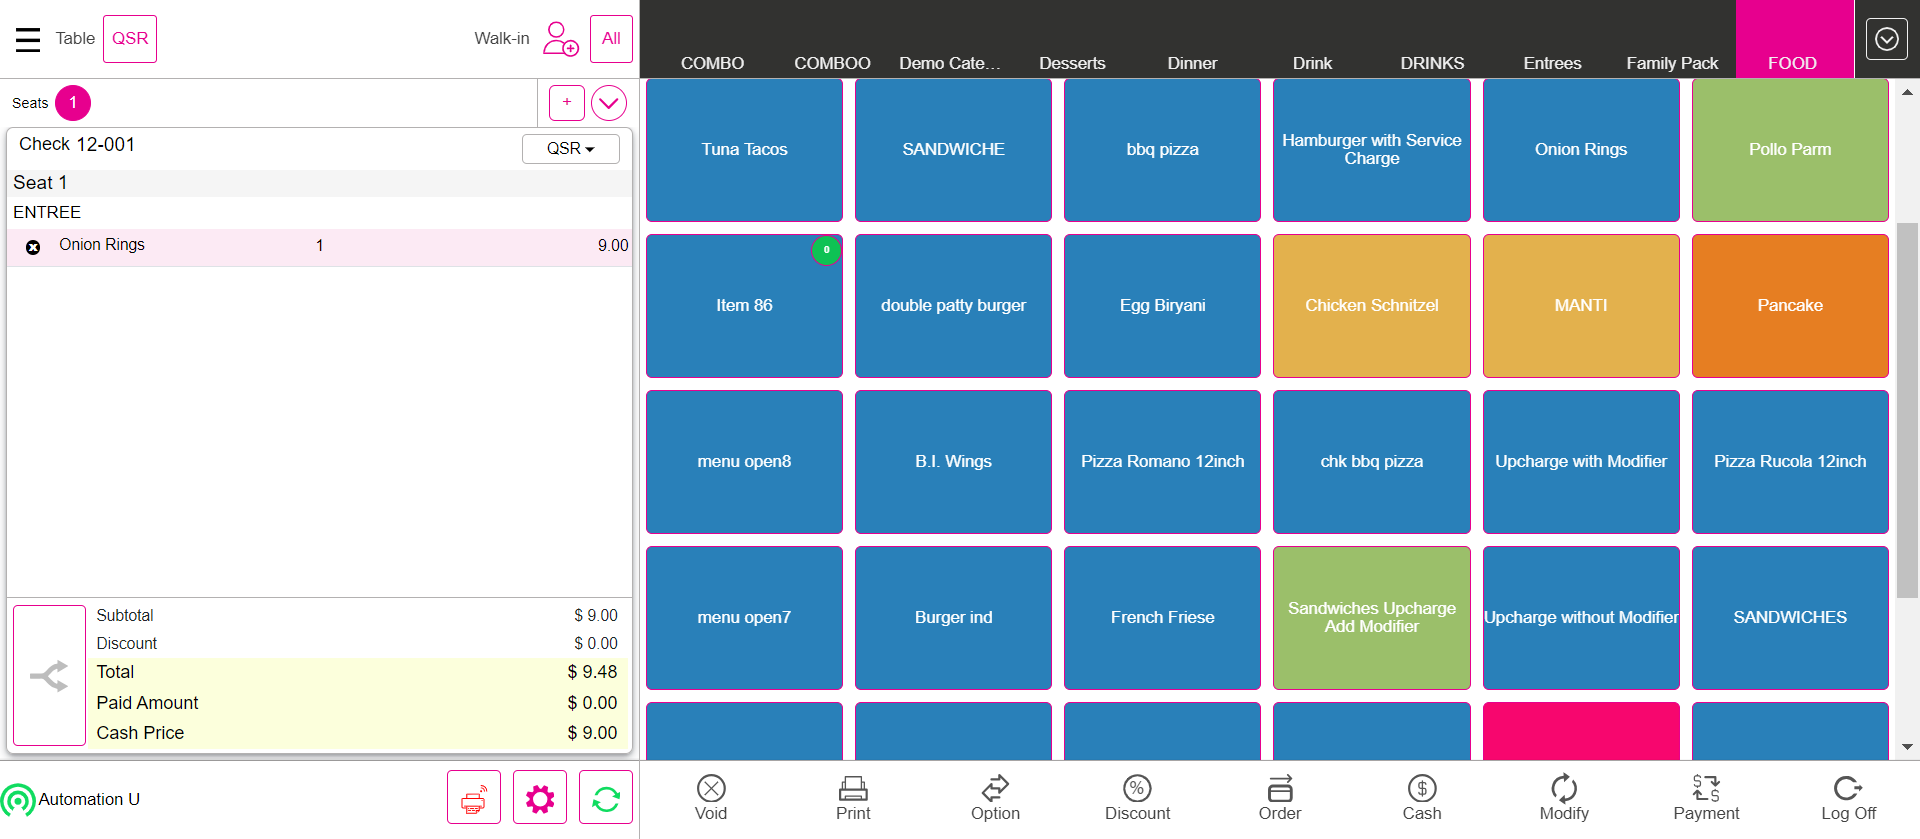 Table
QSR
Walk-in
All
COMBO
COMBOO
Demo Cate...
Desserts
Dinner
Drink
DRINKS
Entrees
Family Pack
FOOD
Seats
1
+
Check 12-001
QSR
Seat 1
ENTREE
Onion Rings 1 9.00
Subtotal $ 9.00
Discount $ 0.00
Total $ 9.48
Paid Amount $ 0.00
Cash Price $ 9.00
Automation U
Tuna Tacos
SANDWICHE
bbq pizza
Hamburger with Service
Charge
Onion Rings
Pollo Parm
Item 86
0
double patty burger
Egg Biryani
Chicken Schnitzel
MANTI
Pancake
menu open8
B.I. Wings
Pizza Romano 12inch
chk bbq pizza
Upcharge with Modifier
Pizza Rucola 12inch
menu open7
Burger ind
French Friese
Sandwiches Upcharge
Add Modifier
Upcharge without Modifier
SANDWICHES
Void
Print
Option
Discount
Order
Cash
Modify
Payment
Log Off